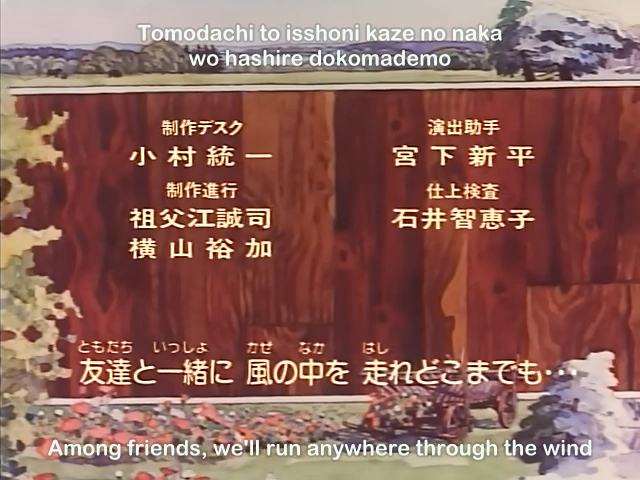 Tomodachi to isshoni kaze no naka
wo hashire dokomademo
制作デスク
小村統一
制作進行
祖父江誠司
横山裕加
演出助手
宮下新平
仕上検査
石井智恵子
ともだち いっしょ かぜ なか はし
友達と一緒に 風の中を 走れどこまでも…
Among friends, we'll run anywhere through the wind